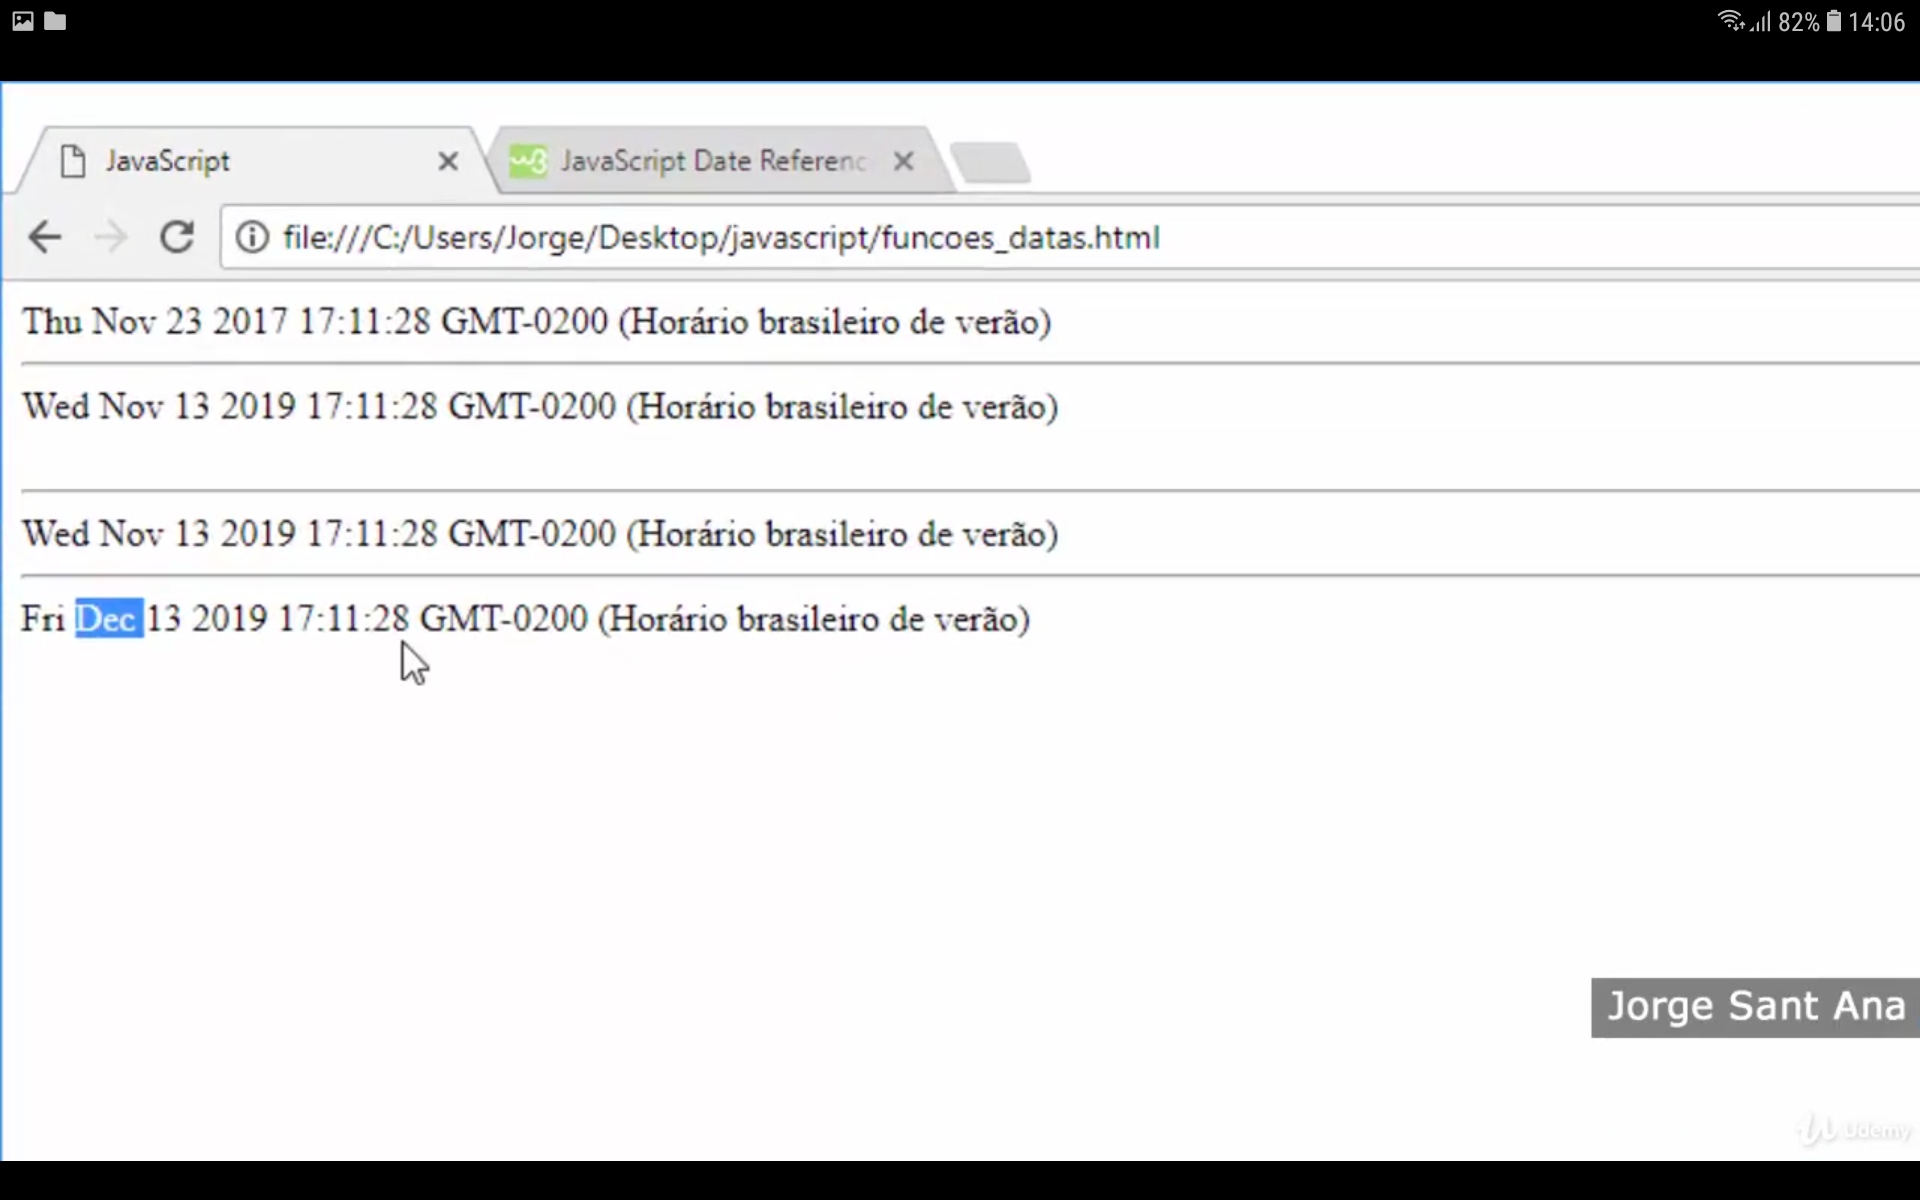 82% 14:06
JavaScript
w3 JavaScript Date Referenc
file:///C:/Users/Jorge/Desktop/javascript/funcoes_datas.html
Thu Nov 23 2017 17:11:28 GMT-0200 (Horário brasileiro de verão)
Wed Nov 13 2019 17:11:28 GMT-0200 (Horário brasileiro de verão)
Wed Nov 13 2019 17:11:28 GMT-0200 (Horário brasileiro de verão)
Fri Dec 13 2019 17:11:28 GMT-0200 (Horário brasileiro de verão)
Jorge Sant Ana
Udemy